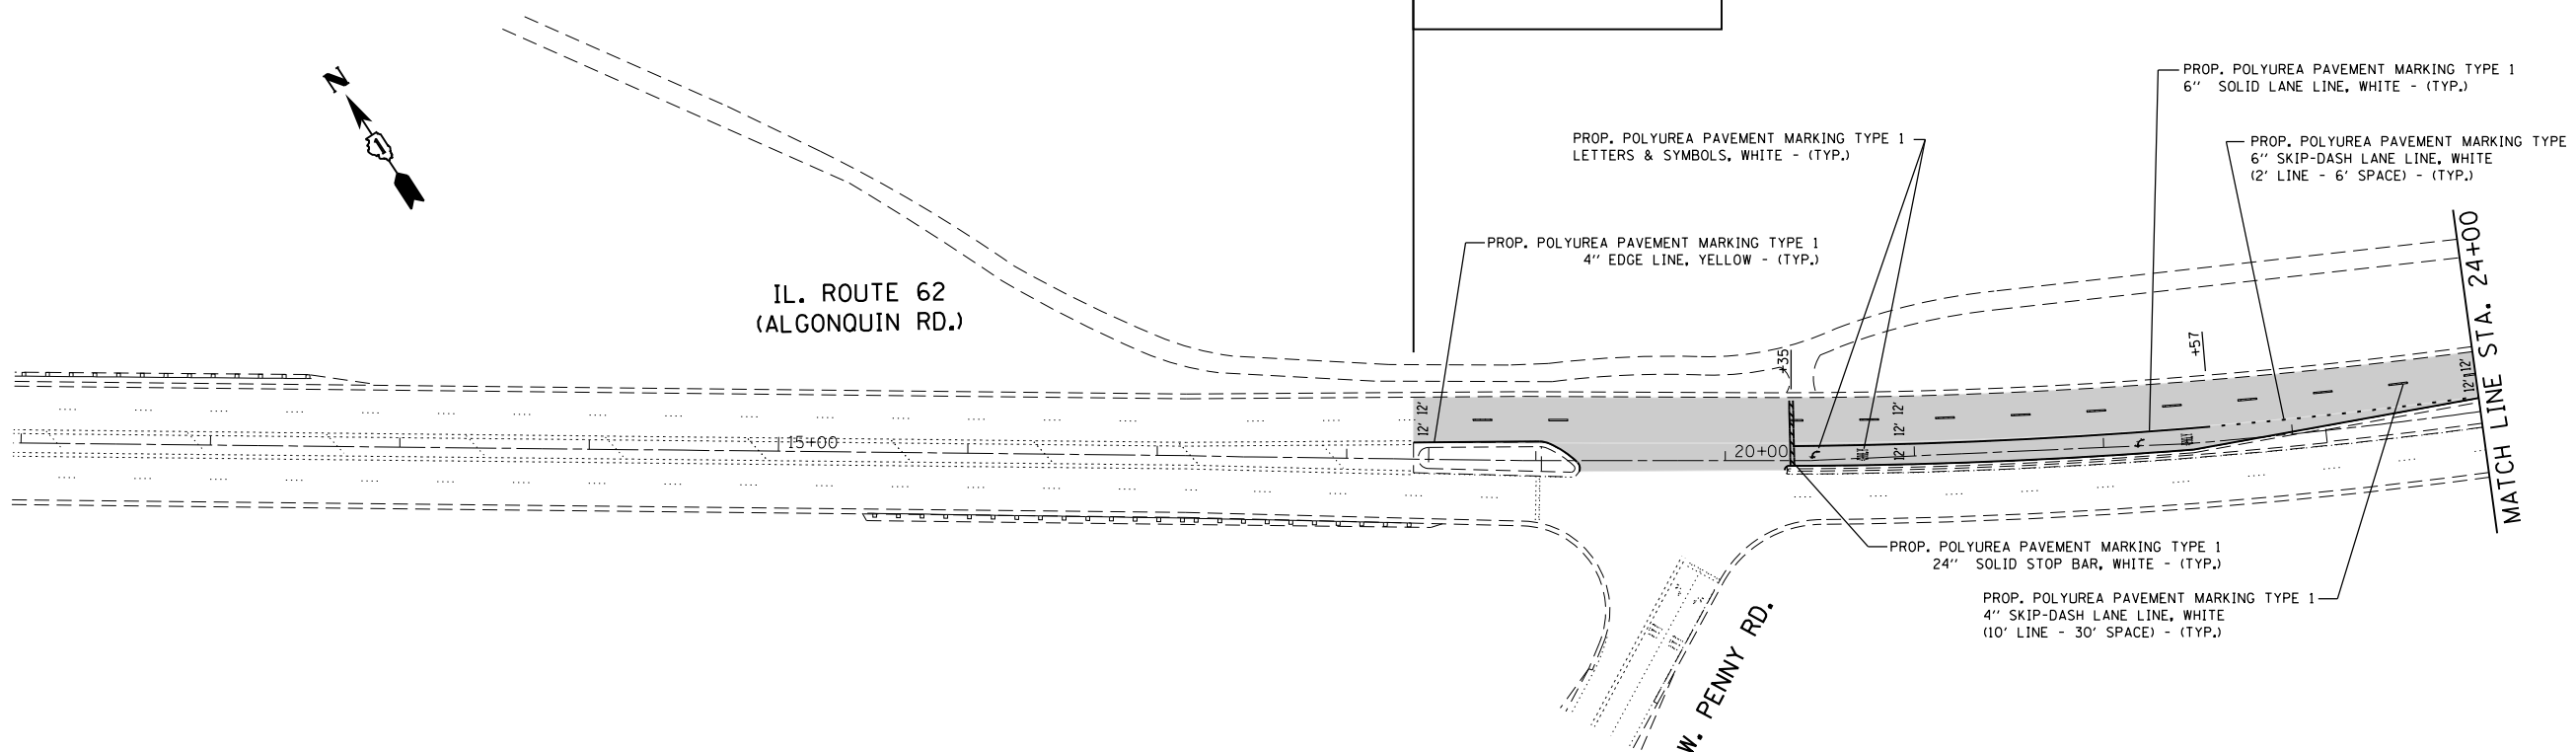 PROP. POLYUREA PAVEMENT MARKING TYPE 1
6" SOLID LANE LINE, WHITE - (TYP.)
PROP. POLYUREA PAVEMENT MARKING TYPE 1
LETTERS & SYMBOLS, WHITE - (TYP.)
PROP. POLYUREA PAVEMENT MARKING TYPE
6" SKIP-DASH LANE LINE, WHITE
(2' LINE - 6' SPACE) - (TYP.)
N
PROP. POLYUREA PAVEMENT MARKING TYPE 1
4" EDGE LINE, YELLOW - (TYP.)
IL. ROUTE 62
(ALGONQUIN RD.)
MATCH LINE STA. 24+00
+35
+57
12'
12'
12'
12'
12'
12'
12'
15+00
20+00
PROP. POLYUREA PAVEMENT MARKING TYPE 1
24" SOLID STOP BAR, WHITE - (TYP.)
PROP. POLYUREA PAVEMENT MARKING TYPE 1
4" SKIP-DASH LANE LINE, WHITE
(10' LINE - 30' SPACE) - (TYP.)
W. PENNY RD.